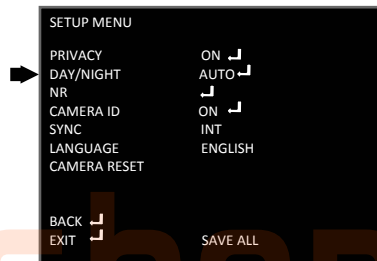 SETUP MENU
PRIVACY ON ↵
DAY/NIGHT AUTO ↵
NR ↵
CAMERA ID ON ↵
SYNC INT
LANGUAGE ENGLISH
CAMERA RESET
BACK ↵
EXIT ↵ SAVE ALL